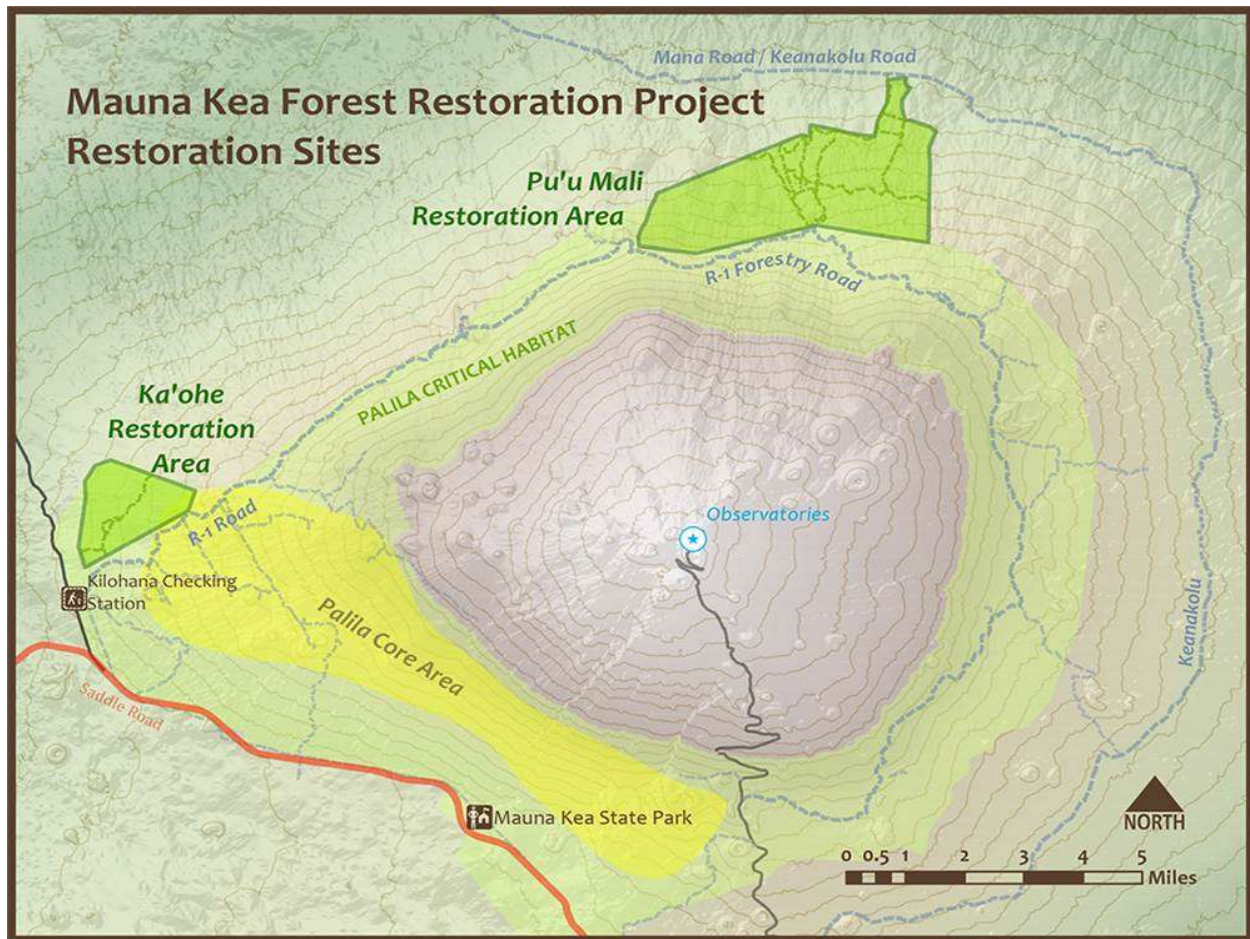 Mana Road / Keanakolu Road
Mauna Kea Forest Restoration Project
Restoration Sites
Pu'u Mali
Restoration Area
R-1 Forestry Road
PALILA CRITICAL HABITAT
Ka'ohe
Restoration
Area
R-1 Road
Observatories
Kilohana Checking
Station
Palila Core Area
Keanakolu
Saddle Road
Mauna Kea State Park
NORTH
0 0.5 1 2 3 4 5
Miles